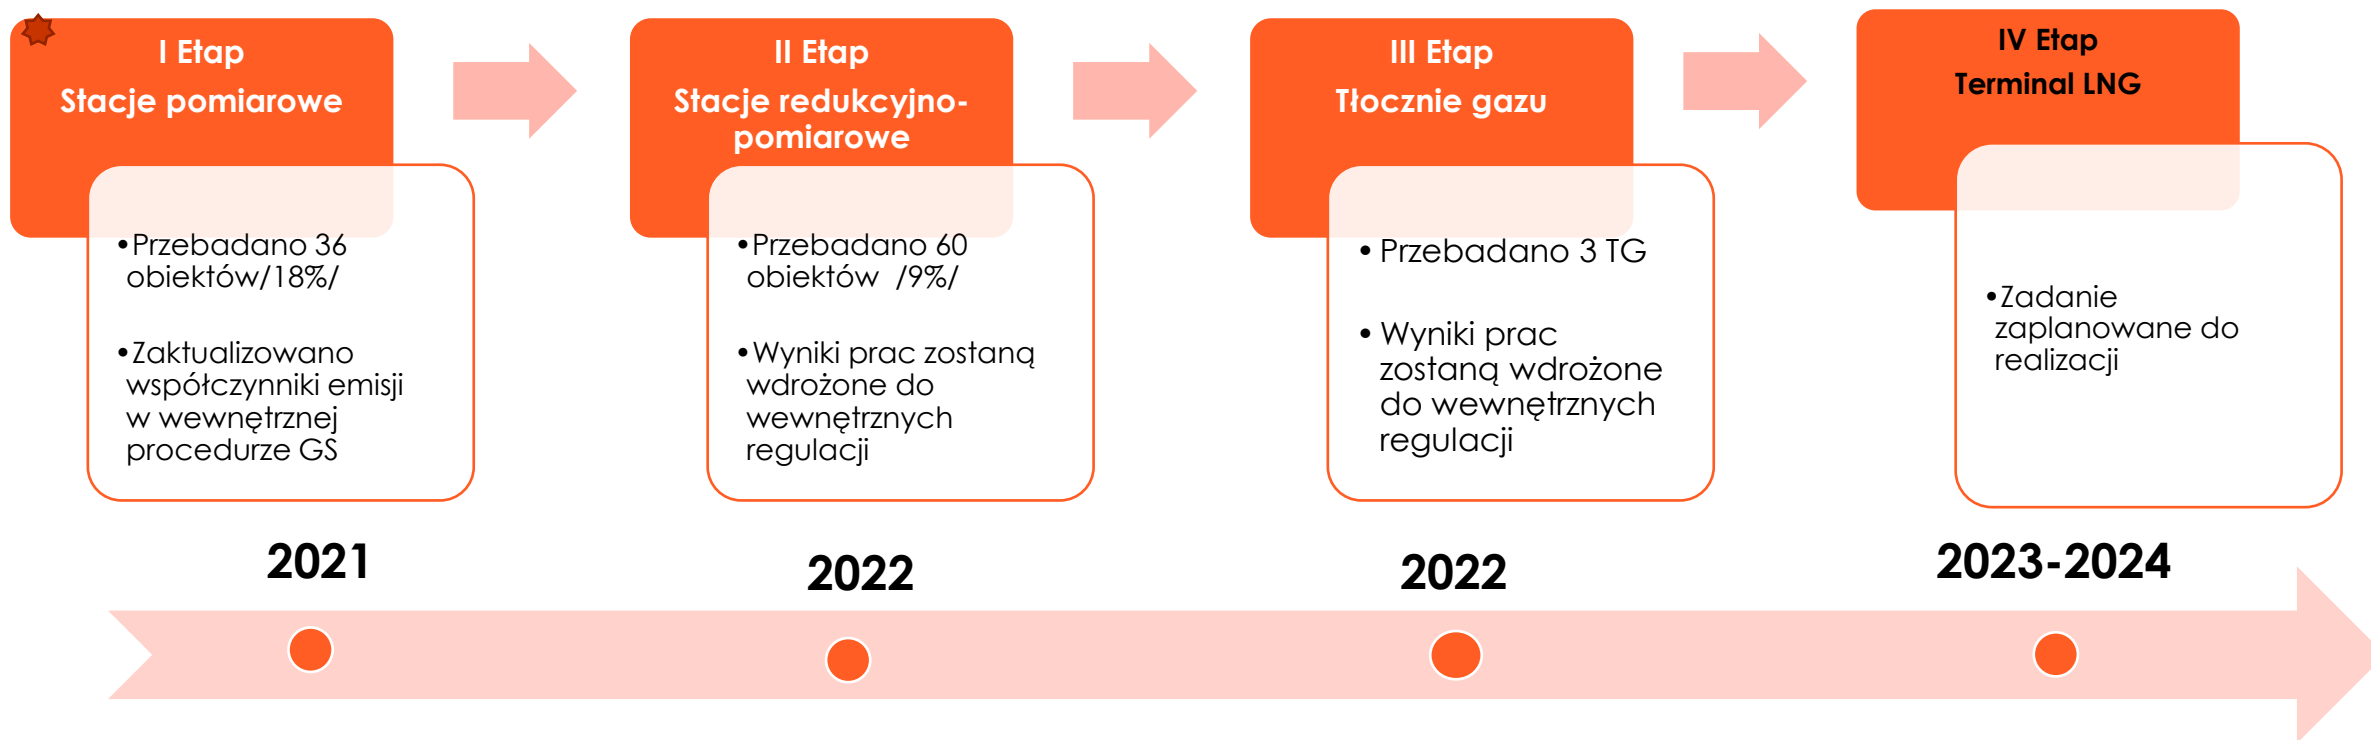 I Etap
Stacje pomiarowe
•Przebadano 36
obiektów/18%/
•Zaktualizowano
współczynniki emisji
w wewnętrznej
procedurze GS
2021
II Etap
Stacje redukcyjno-
pomiarowe
•Przebadano 60
obiektów /9%/
•Wyniki prac zostaną
wdrożone do
wewnętrznych
regulacji
2022
III Etap
Tłocznie gazu
• Przebadano 3 TG
• Wyniki prac
zostaną wdrożone
do wewnętrznych
regulacji
2022
IV Etap
Terminal LNG
•Zadanie
zaplanowane do
realizacji
2023-2024